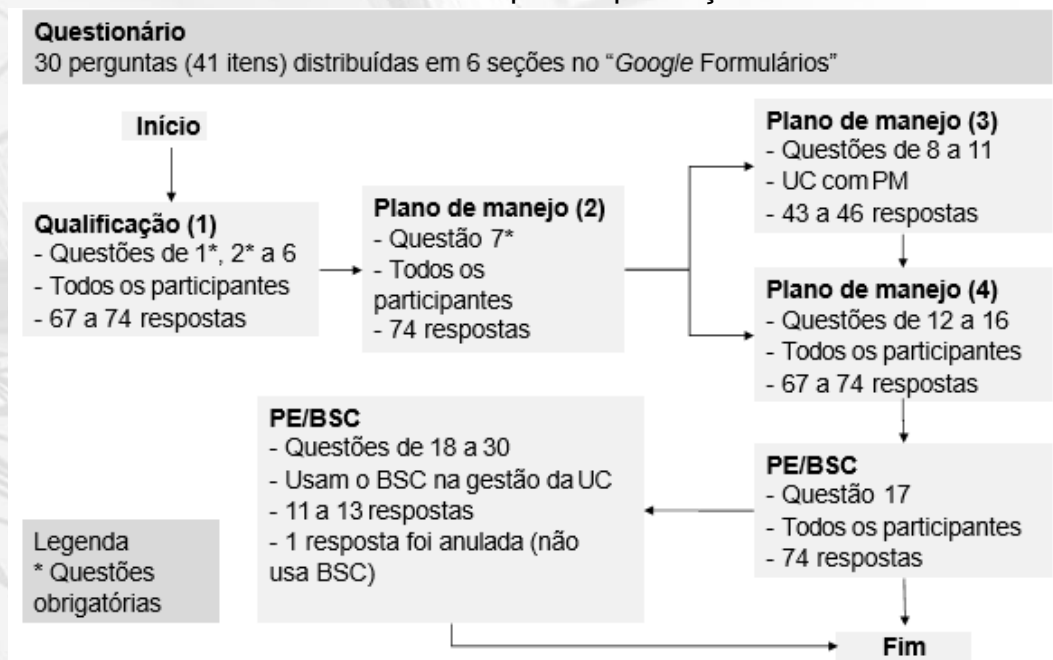 Questionário
30 perguntas (41 itens) distribuídas em 6 seções no “Google Formulários”
Início
Qualificação (1)
- Questões de 1*, 2* a 6
- Todos os participantes
- 67 a 74 respostas
Plano de manejo (2)
- Questão 7*
- Todos os
participantes
- 74 respostas
Plano de manejo (3)
- Questões de 8 a 11
- UC com PM
- 43 a 46 respostas
Plano de manejo (4)
- Questões de 12 a 16
- Todos os participantes
- 67 a 74 respostas
PE/BSC
- Questão 17
- Todos os participantes
- 74 respostas
PE/BSC
- Questões de 18 a 30
- Usam o BSC na gestão da UC
- 11 a 13 respostas
- 1 resposta foi anulada (não
usa BSC)
Legenda
* Questões
obrigatórias
Fim